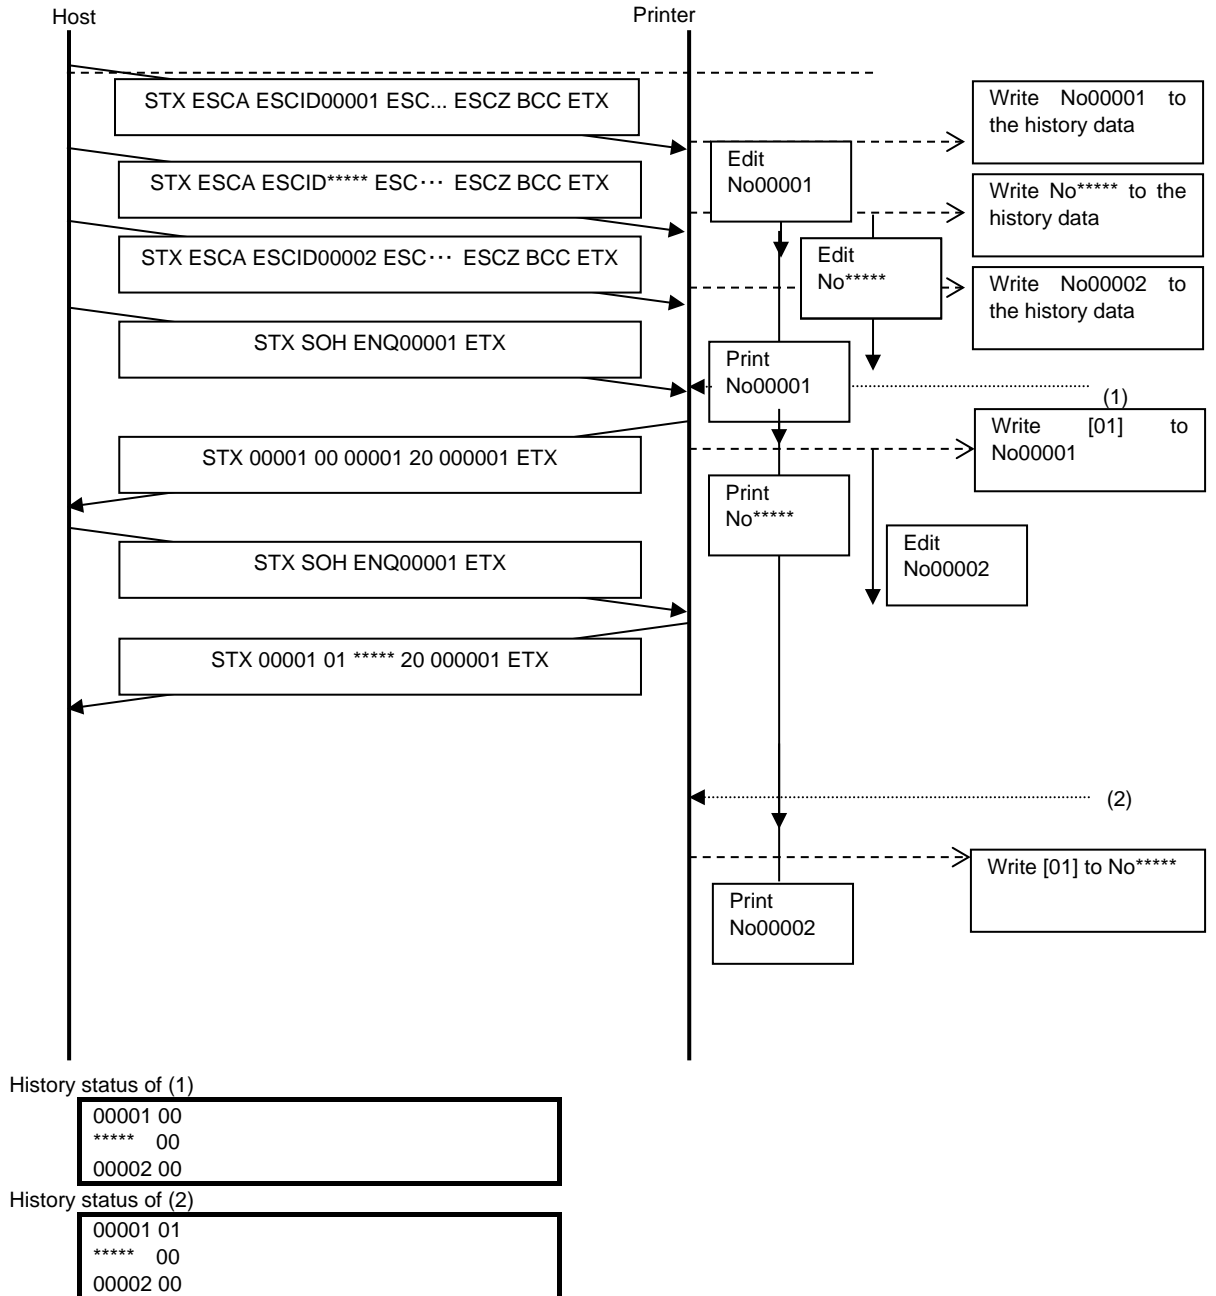 Host
Printer
STX ESCA ESCID00001 ESC... ESCZ BCC ETX
Write No00001 to
the history data
Edit
No00001
STX ESCA ESCID***** ESC··· ESCZ BCC ETX
Write No***** to the
history data
STX ESCA ESCID00002 ESC··· ESCZ BCC ETX
Edit
No*****
Write No00002 to
the history data
STX SOH ENQ00001 ETX
Print
No00001
(1)
Write [01] to
No00001
STX 00001 00 00001 20 000001 ETX
Print
No*****
Edit
No00002
STX SOH ENQ00001 ETX
STX 00001 01 ***** 20 000001 ETX
(2)
Write [01] to No*****
Print
No00002
History status of (1)
00001 00
***** 00
00002 00
History status of (2)
00001 01
***** 00
00002 00